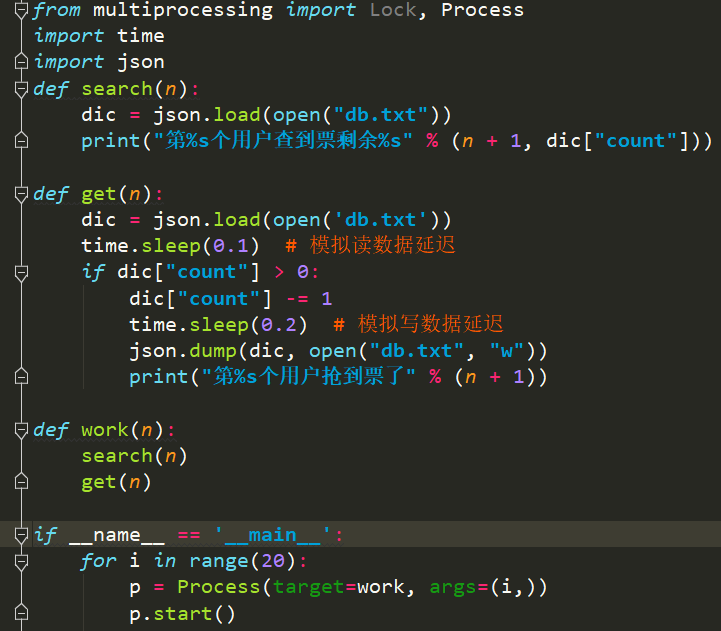 from multiprocessing import Lock, Process
import time
import json
def search(n):
    dic = json.load(open("db.txt"))
    print("第%s个用户查到票剩余%s" % (n + 1, dic["count"]))

def get(n):
    dic = json.load(open('db.txt'))
    time.sleep(0.1)  # 模拟读数据延迟
    if dic["count"] > 0:
        dic["count"] -= 1
        time.sleep(0.2)  # 模拟写数据延迟
        json.dump(dic, open("db.txt", "w"))
        print("第%s个用户抢到票了" % (n + 1))

def work(n):
    search(n)
    get(n)

if __name__ == '__main__':
    for i in range(20):
        p = Process(target=work, args=(i,))
        p.start()